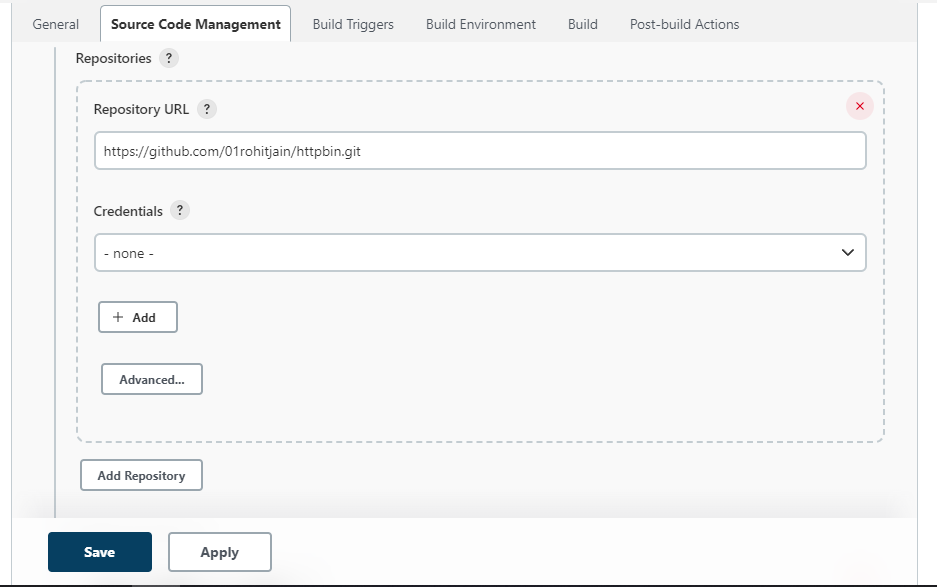 General Source Code Management Build Triggers Build Environment Build Post-build Actions
Repositories ?
Repository URL ?
https://github.com/01rohitjain/httpbin.git
Credentials ?
- none -
+ Add
Advanced...
Add Repository
Save Apply